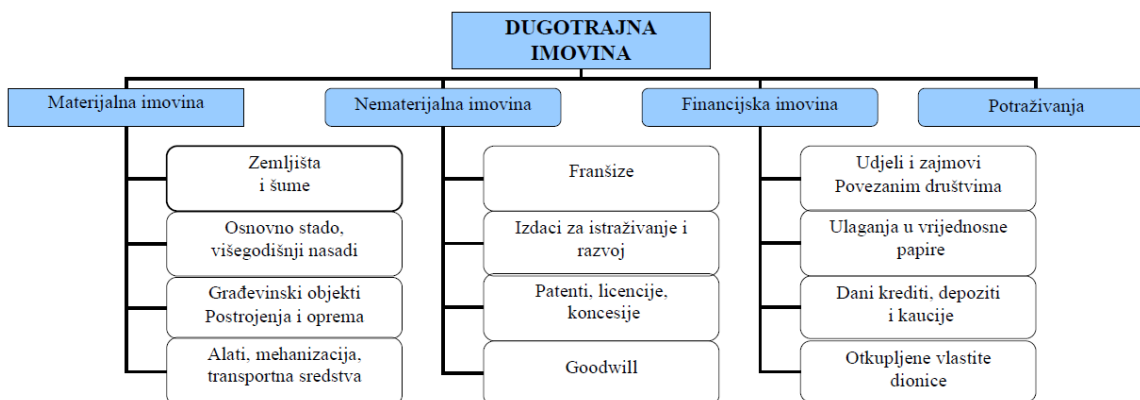 DUGOTRAJNA
IMOVINA
Materijalna imovina
Nematerijalna imovina
Financijska imovina
Potraživanja
Zemljišta
i šume
Osnovno stado,
višegodišnji nasadi
Građevinski objekti
Postrojenja i oprema
Alati, mehanizacija,
transportna sredstva
Franšize
Izdaci za istraživanje i
razvoj
Patenti, licencije,
koncesije
Goodwill
Udjeli i zajmovi
Povezanim društvima
Ulaganja u vrijednosne
papire
Dani krediti, depoziti
i kaucije
Otkupljene vlastite
dionice